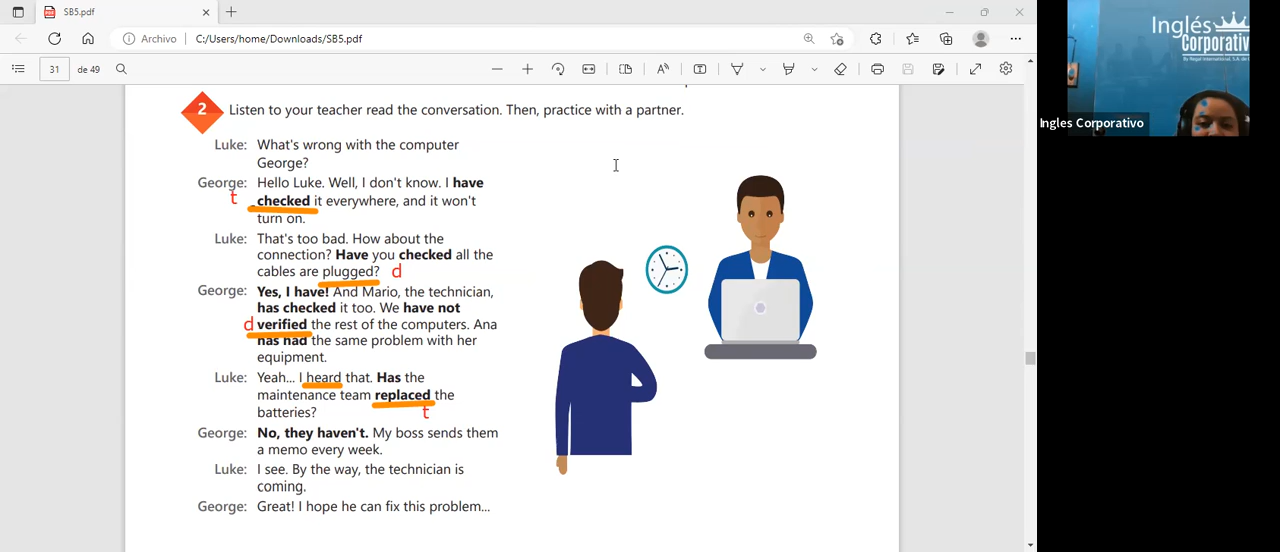 SB5.pdf
Archivo
C:/Users/home/Downloads/SB5.pdf
31 de 49
2 Listen to your teacher read the conversation. Then, practice with a partner.
Luke: What's wrong with the computer
George?
George: Hello Luke. Well, I don't know. I have
t
checked it everywhere, and it won't
turn on.
Luke: That's too bad. How about the
connection? Have you checked all the
cables are plugged? d
George: Yes, I have! And Mario, the technician,
has checked it too. We have not
d verified the rest of the computers. Ana
has had the same problem with her
equipment.
Luke: Yeah... I heard that. Has the
maintenance team replaced the
batteries? t
George: No, they haven't. My boss sends them
a memo every week.
Luke: I see. By the way, the technician is
coming.
George: Great! I hope he can fix this problem...
Inglés
Corporativo
Ingles Corporativo